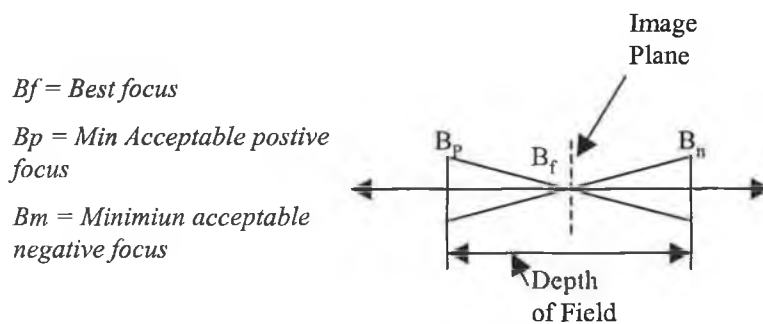 Bf = Best focus
Bp = Min Acceptable postive
focus
Bm = Minimiun acceptable
negative focus
Image
Plane
Bp
Bf
Bn
Depth
of Field